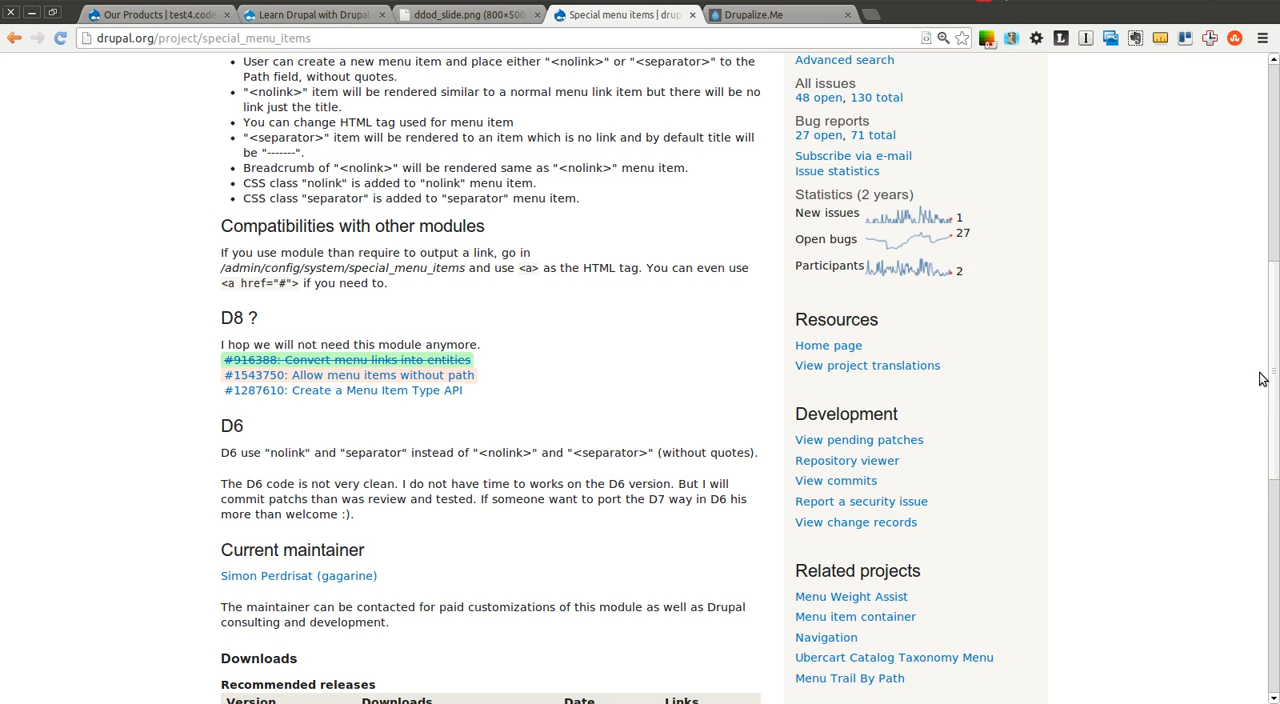 Our Products | test4.code
Learn Drupal with Drupal
ddod_slide.png (800×500
Special menu items | drup
Drupalize.Me
drupal.org/project/special_menu_items
User can create a new menu item and place either "<nolink>" or "<separator>" to the
Path field, without quotes.
"<nolink>" item will be rendered similar to a normal menu link item but there will be no
link just the title.
You can change HTML tag used for menu item
"<separator>" item will be rendered to an item which is no link and by default title will
be "-------".
Breadcrumb of "<nolink>" will be rendered same as "<nolink>" menu item.
CSS class "nolink" is added to "nolink" menu item.
CSS class "separator" is added to "separator" menu item.
Compatibilities with other modules
If you use module than require to output a link, go in
/admin/config/system/special_menu_items and use <a> as the HTML tag. You can even use
<a href="#"> if you need to.
D8 ?
I hop we will not need this module anymore.
#916388: Convert menu links into entities
#1543750: Allow menu items without path
#1287610: Create a Menu Item Type API
D6
D6 use "nolink" and "separator" instead of "<nolink>" and "<separator>" (without quotes).
The D6 code is not very clean. I do not have time to works on the D6 version. But I will
commit patchs than was review and tested. If someone want to port the D7 way in D6 his
more than welcome :).
Current maintainer
Simon Perdrisat (gagarine)
The maintainer can be contacted for paid customizations of this module as well as Drupal
consulting and development.
Downloads
Recommended releases
Version Downloads Date Links
Advanced search
All issues
48 open, 130 total
Bug reports
27 open, 71 total
Subscribe via e-mail
Issue statistics
Statistics (2 years)
New issues 1
Open bugs 27
Participants 2
Resources
Home page
View project translations
Development
View pending patches
Repository viewer
View commits
Report a security issue
View change records
Related projects
Menu Weight Assist
Menu item container
Navigation
Ubercart Catalog Taxonomy Menu
Menu Trail By Path